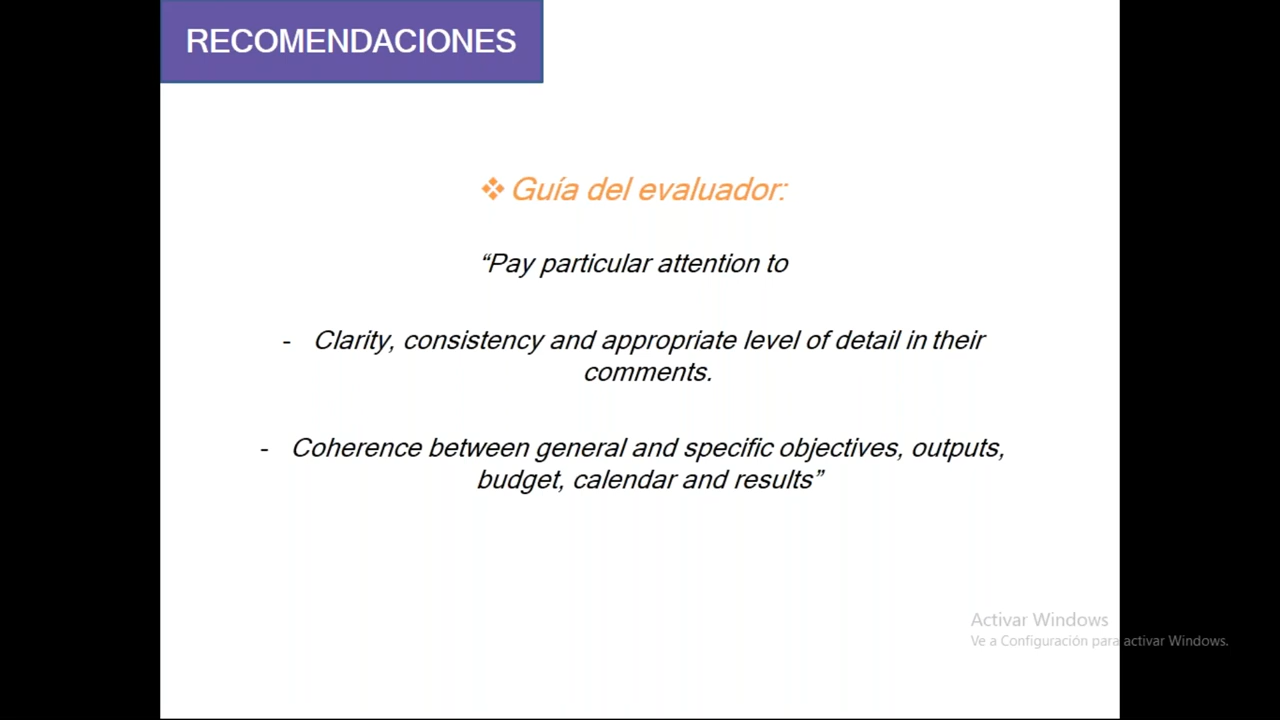 RECOMENDACIONES
❖ Guía del evaluador:
“Pay particular attention to
- Clarity, consistency and appropriate level of detail in their
comments.
- Coherence between general and specific objectives, outputs,
budget, calendar and results”
Activar Windows
Ve a Configuración para activar Windows.